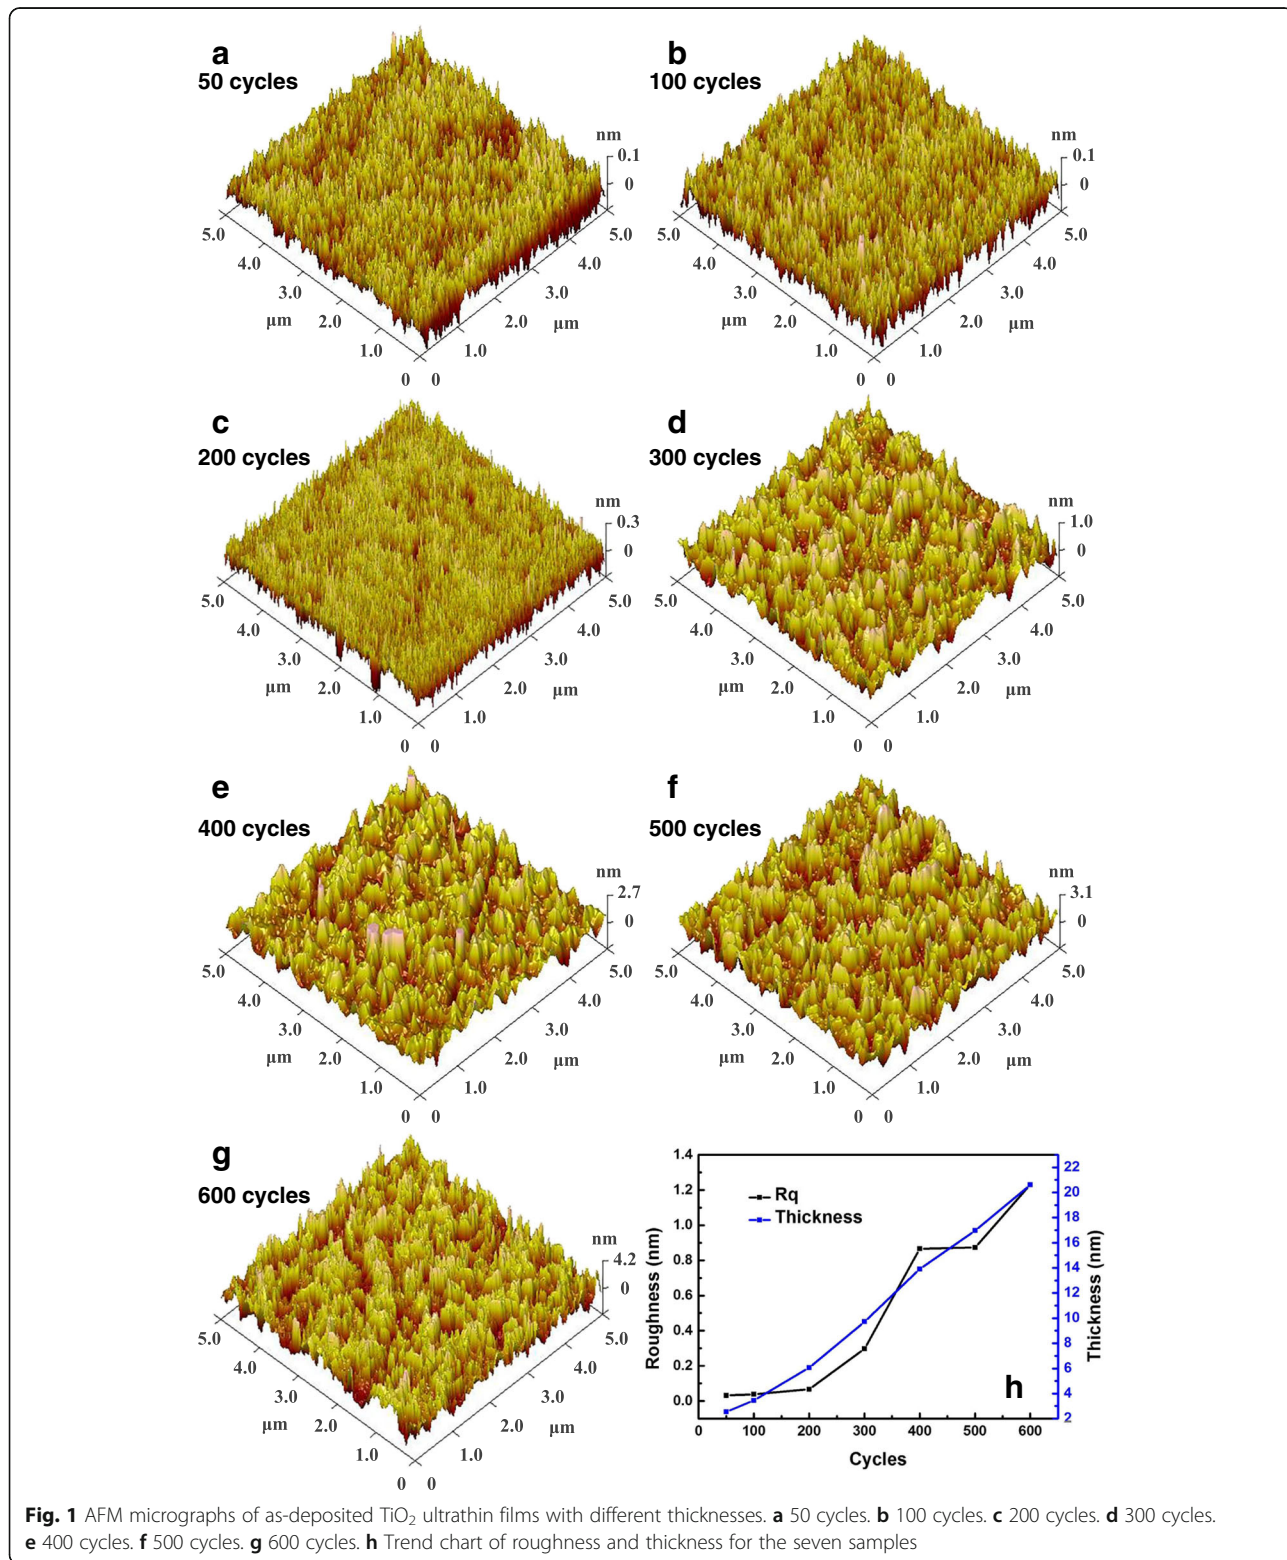 a
50 cycles
nm
0.1
0
5.0
4.0
3.0
μm
2.0
1.0
0
0
1.0
2.0
μm
3.0
4.0
5.0
b
100 cycles
nm
0.1
0
5.0
4.0
3.0
μm
2.0
1.0
0
0
1.0
2.0
μm
3.0
4.0
5.0
c
200 cycles
nm
0.3
0
5.0
4.0
3.0
μm
2.0
1.0
0
0
1.0
2.0
μm
3.0
4.0
5.0
d
300 cycles
nm
1.0
0
5.0
4.0
3.0
μm
2.0
1.0
0
0
1.0
2.0
μm
3.0
4.0
5.0
e
400 cycles
nm
2.7
0
5.0
4.0
3.0
μm
2.0
1.0
0
0
1.0
2.0
μm
3.0
4.0
5.0
f
500 cycles
nm
3.1
0
5.0
4.0
3.0
μm
2.0
1.0
0
0
1.0
2.0
μm
3.0
4.0
5.0
g
600 cycles
nm
4.2
0
5.0
4.0
3.0
μm
2.0
1.0
0
0
1.0
2.0
μm
3.0
4.0
5.0
Roughness (nm)
1.4
1.2
1.0
0.8
0.6
0.4
0.2
0.0
Rq
Thickness
h
22
20
18
16
14
12
10
8
6
4
2
Thickness (nm)
0 100 200 300 400 500 600
Cycles
Fig. 1 AFM micrographs of as-deposited TiO₂ ultrathin films with different thicknesses. a 50 cycles. b 100 cycles. c 200 cycles. d 300 cycles.
e 400 cycles. f 500 cycles. g 600 cycles. h Trend chart of roughness and thickness for the seven samples